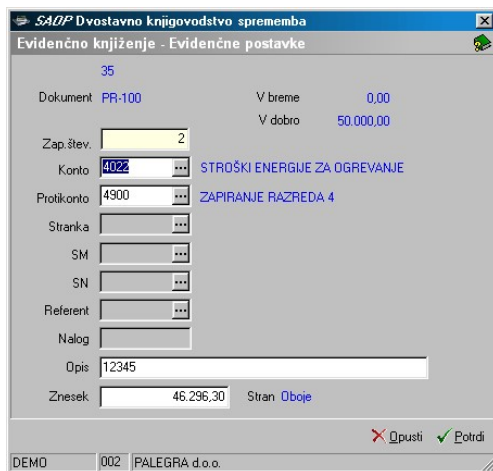 SAOP Dvostavno knjigovodstvo sprememba
Evidenčno knjiženje - Evidenčne postavke
35
Dokument PR-100 V breme 0,00
V dobro 50.000,00
Zap.štev. 2
Konto 4022 ... STROŠKI ENERGIJE ZA OGREVANJE
Protikonto 4900 ... ZAPIRANJE RAZREDA 4
Stranka ...
SM ...
SN ...
Referent ...
Nalog
Opis 12345
Znesek 46.296,30 Stran Oboje
Opusti Potrdi
DEMO 002 PALEGRA d.o.o.